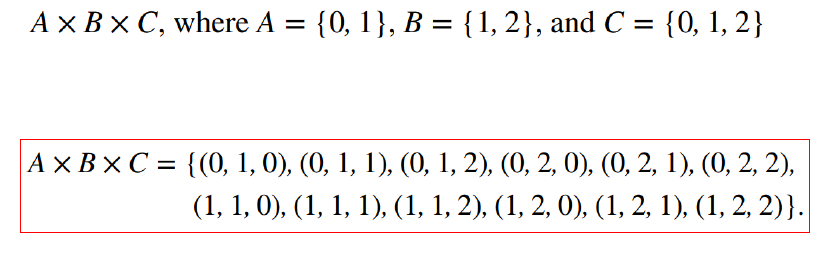 A × B × C, where A = {0, 1}, B = {1, 2}, and C = {0, 1, 2}
A × B × C = {(0, 1, 0), (0, 1, 1), (0, 1, 2), (0, 2, 0), (0, 2, 1), (0, 2, 2),
(1, 1, 0), (1, 1, 1), (1, 1, 2), (1, 2, 0), (1, 2, 1), (1, 2, 2)}.